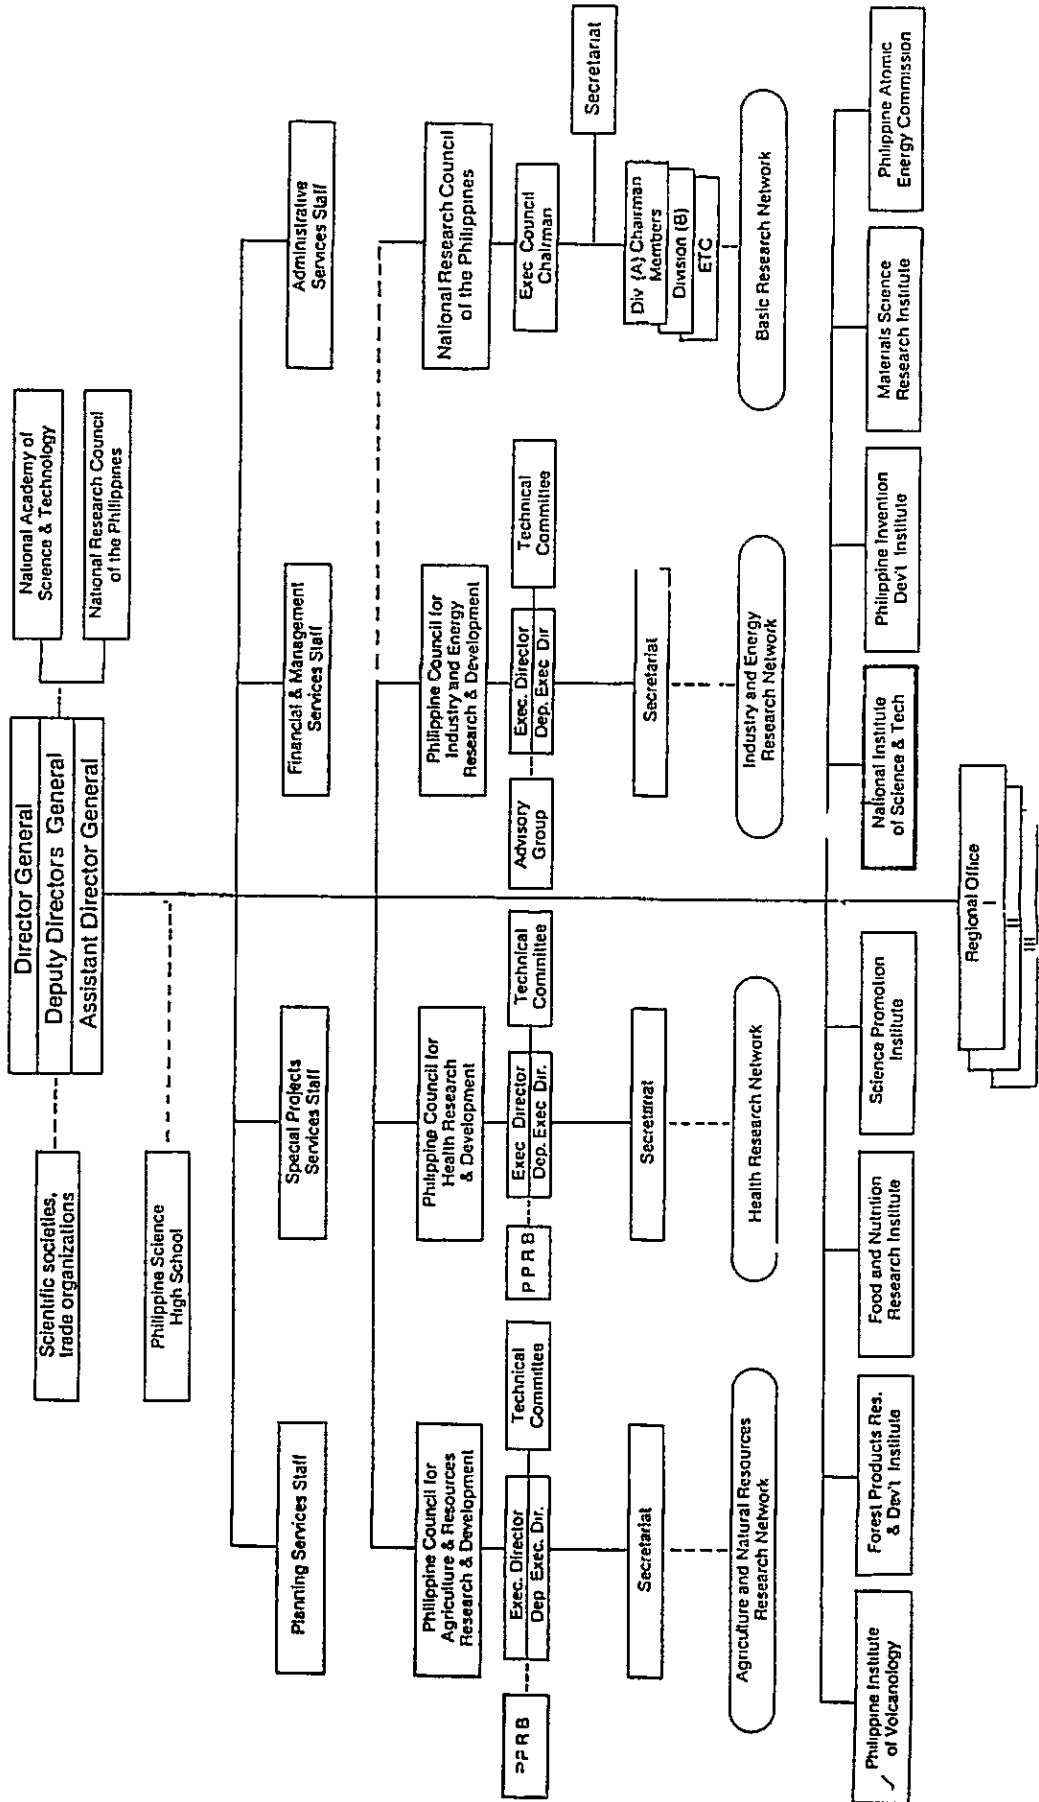 Director General
Deputy Directors General
Assistant Director General
National Academy of
Science & Technology
National Research Council
of the Philippines
Scientific societies,
trade organizations
Philippine Science
High School
Planning Services Staff
Special Projects
Services Staff
Financial & Management
Services Staff
Administrative
Services Staff
Philippine Council for
Agriculture & Resources
Research & Development
Philippine Council for
Health Research
& Development
Philippine Council for
Industry and Energy
Research & Development
National Research Council
of the Philippines
PPRB
Exec. Director
Dep Exec. Dir.
Technical
Committee
PPRB
Exec Director
Dep. Exec Dir.
Technical
Committee
Advisory
Group
Exec. Director
Dep. Exec Dir
Technical
Committee
Exec Council
Chairman
Secretariat
Secretariat
Secretariat
Secretariat
Div (A) Chairman
Members
Division (B)
ETC
Agriculture and Natural Resources
Research Network
Health Research Network
Industry and Energy
Research Network
Basic Research Network
Philippine Institute
of Volcanology
Forest Products Res.
& Dev't Institute
Food and Nutrition
Research Institute
Science Promotion
Institute
National Institute
of Science & Tech
Philippine Invention
Dev't Institute
Materials Science
Research Institute
Philippine Atomic
Energy Commission
Regional Office
I
II
III